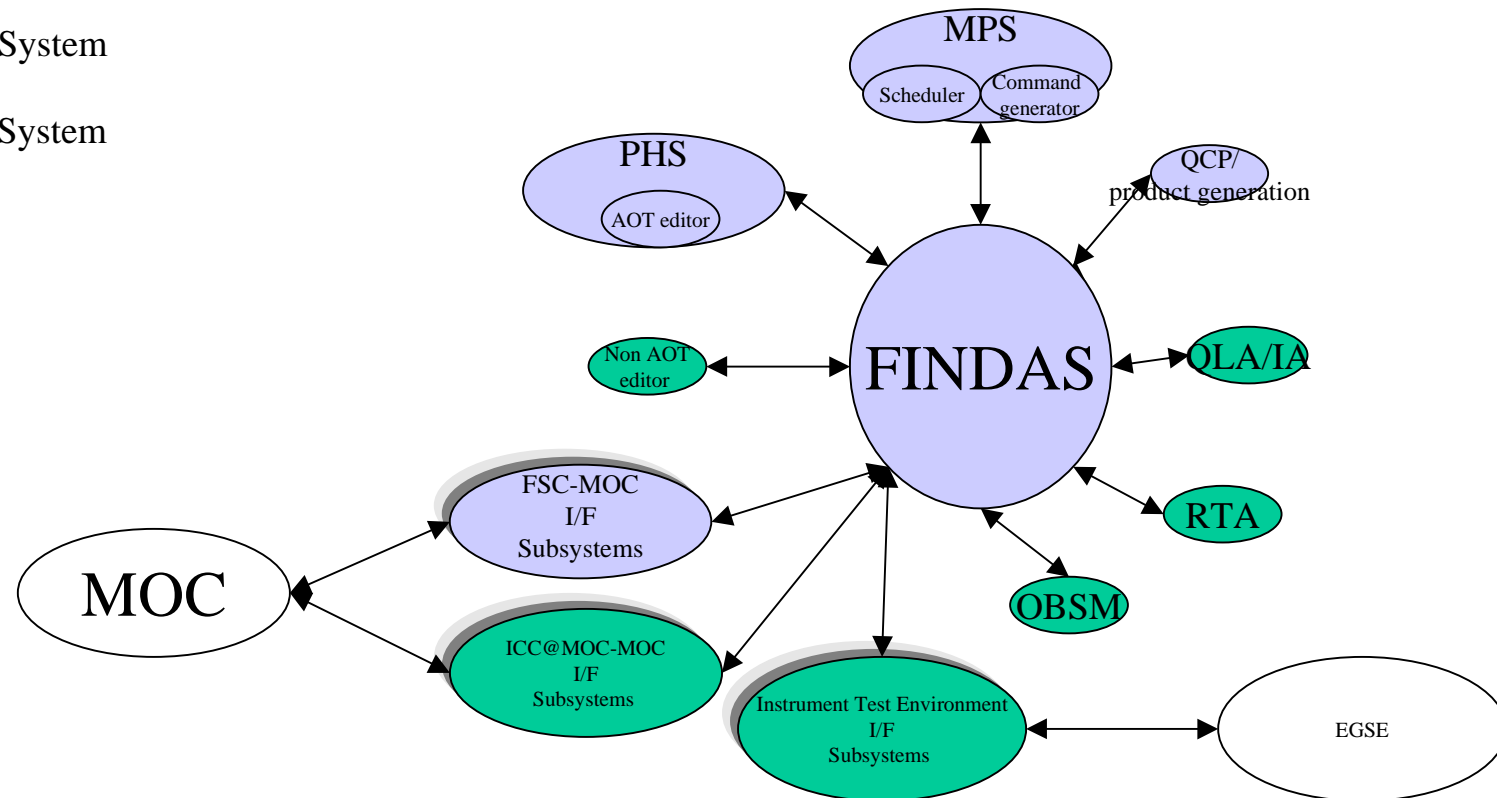 System
System
MPS
Scheduler
Command
generator
PHS
AOT editor
QCP/
product generation
FINDAS
Non AOT
editor
QLA/IA
FSC-MOC
I/F
Subsystems
RTA
MOC
OBSM
ICC@MOC-MOC
I/F
Subsystems
Instrument Test Environment
I/F
Subsystems
EGSE